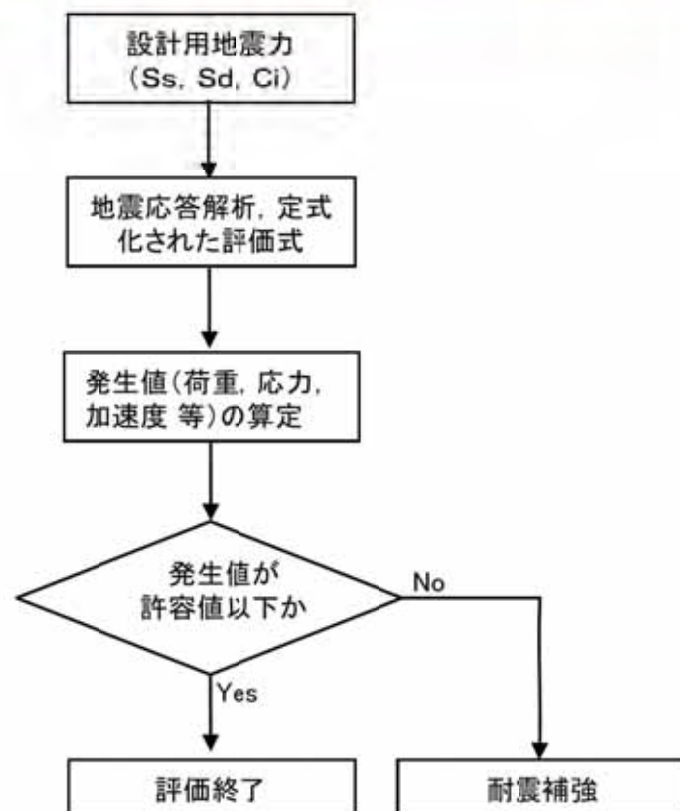 設計用地震力
(Ss, Sd, Ci)
地震応答解析, 定式
化された評価式
発生値(荷重, 応力,
加速度 等)の算定
発生値が
許容値以下か
No
Yes
評価終了
耐震補強